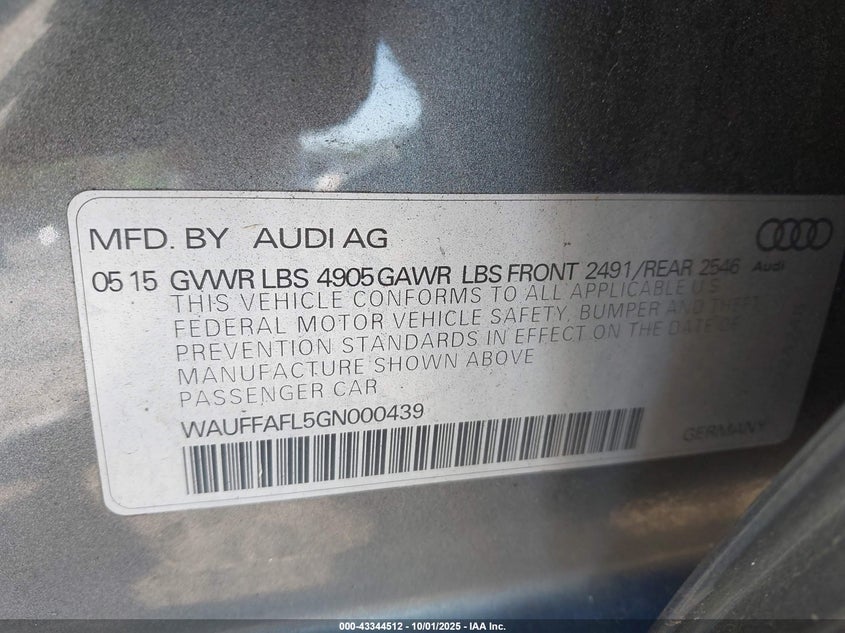 MFD. BY AUDI AG
05 15 GVWR LBS 4905 GAWR LBS FRONT 2491/REAR 2546
Audi
THIS VEHICLE CONFORMS TO ALL APPLICABLE U.S.
FEDERAL MOTOR VEHICLE SAFETY, BUMPER AND THEFT
PREVENTION STANDARDS IN EFFECT ON THE DATE OF
MANUFACTURE SHOWN ABOVE
PASSENGER CAR
WAUFFAFL5GN000439
GERMANY
000-43344512 - 10/01/2025 - IAA Inc.